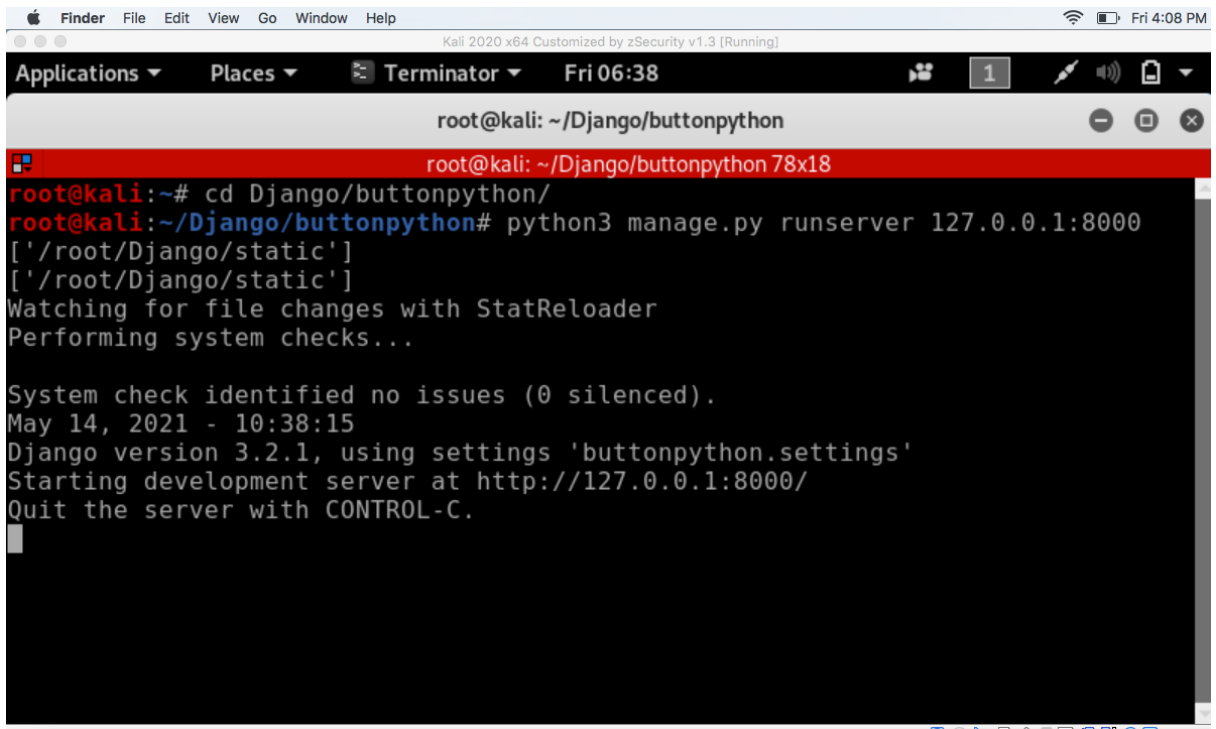 Finder File Edit View Go Window Help Fri 4:08 PM
Kali 2020 x64 Customized by zSecurity v1.3 [Running]
Applications Places Terminator Fri 06:38 1
root@kali: ~/Django/buttonpython
root@kali: ~/Django/buttonpython 78x18
root@kali:~# cd Django/buttonpython/
root@kali:~/Django/buttonpython# python3 manage.py runserver 127.0.0.1:8000
['/root/Django/static']
['/root/Django/static']
Watching for file changes with StatReloader
Performing system checks...
System check identified no issues (0 silenced).
May 14, 2021 - 10:38:15
Django version 3.2.1, using settings 'buttonpython.settings'
Starting development server at http://127.0.0.1:8000/
Quit the server with CONTROL-C.